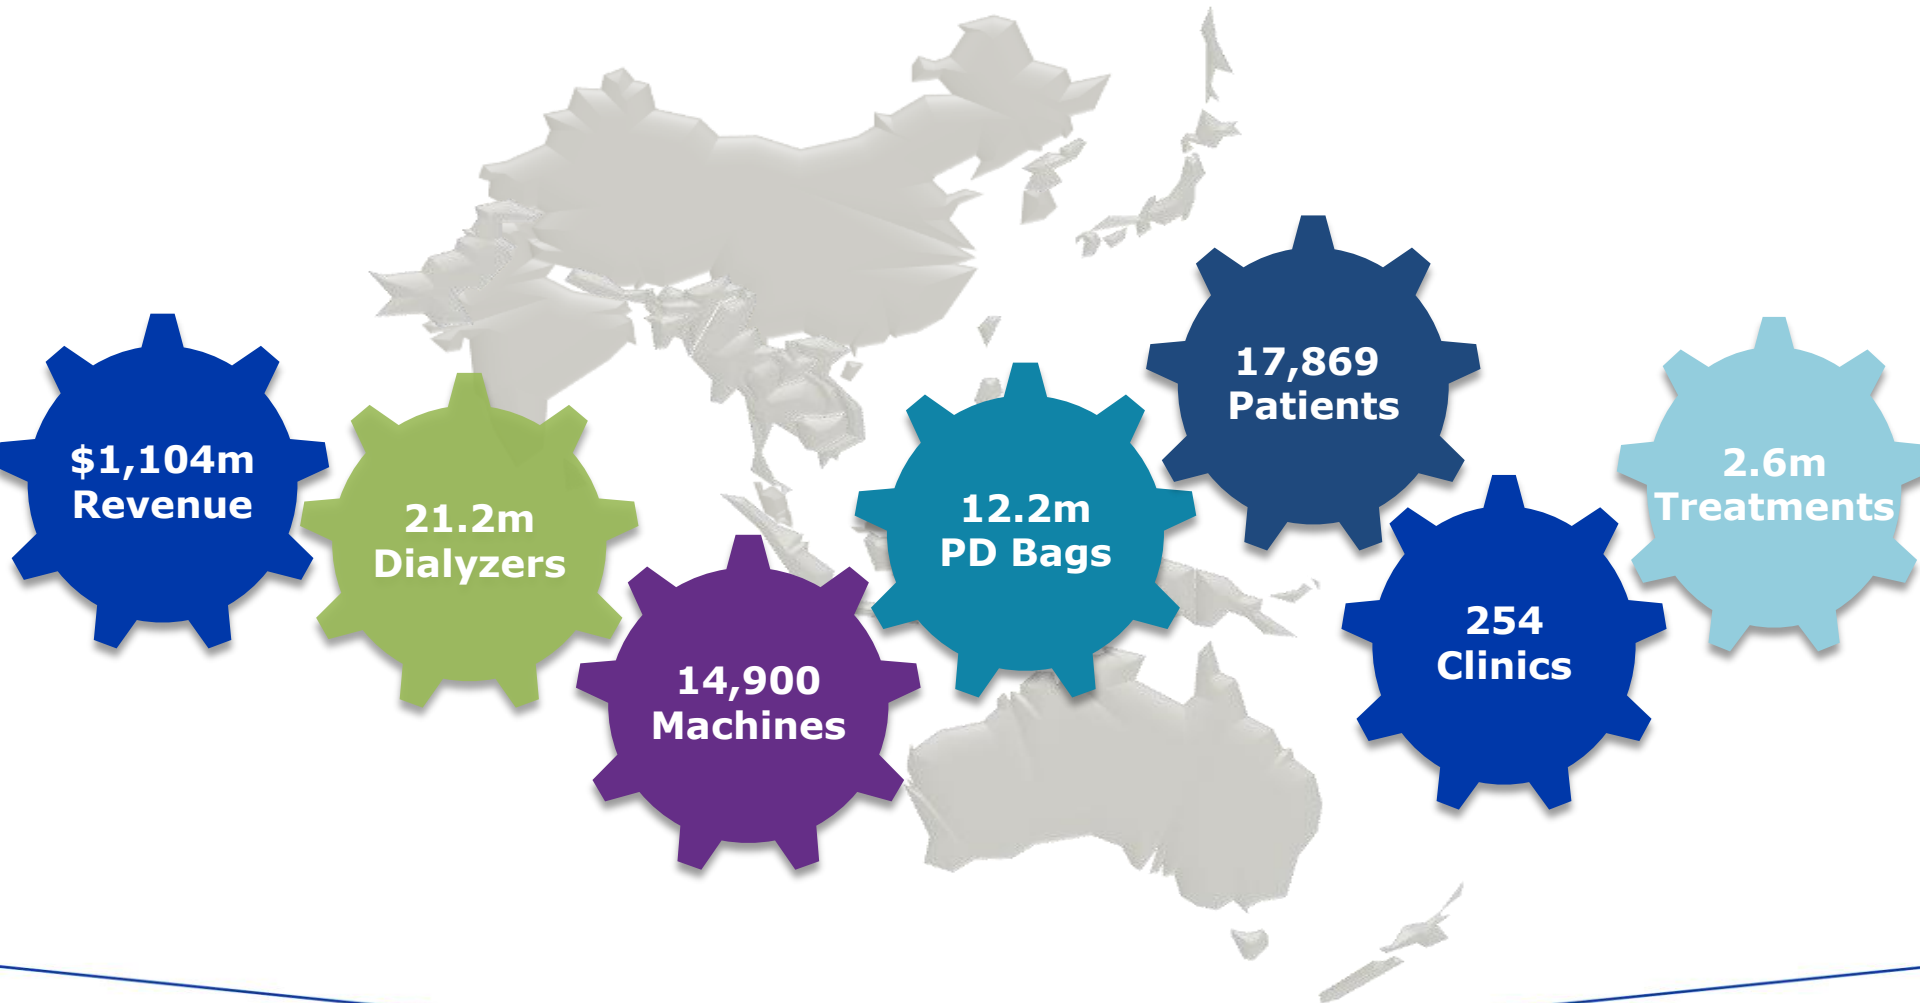 $1,104m
Revenue
21.2m
Dialyzers
14,900
Machines
12.2m
PD Bags
17,869
Patients
254
Clinics
2.6m
Treatments